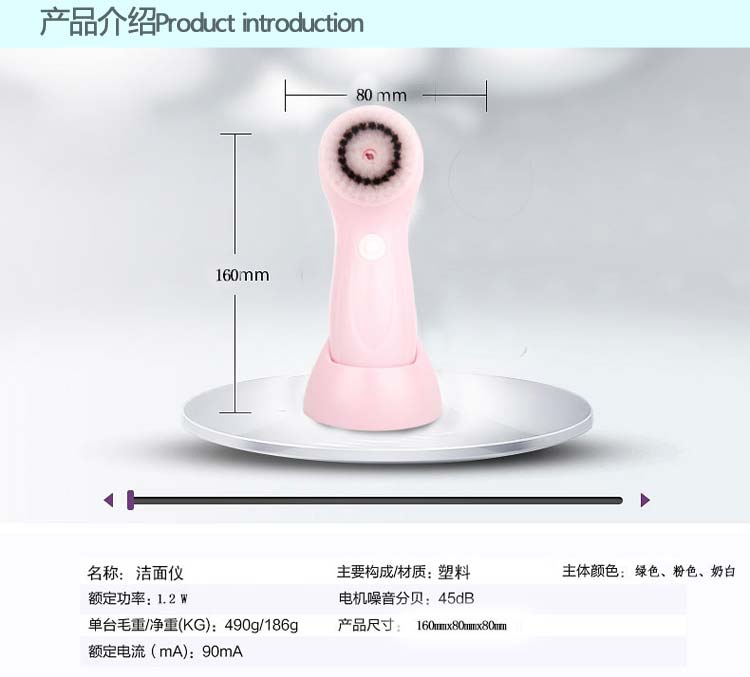 产品介绍Product introduction
80 mm
160mm
名称：洁面仪 主要构成/材质：塑料 主体颜色：绿色、粉色、奶白
额定功率：1.2 W 电机噪音分贝：45dB
单台毛重/净重(KG)：490g/186g 产品尺寸： 160mmx80mmx80mm
额定电流（mA)：90mA